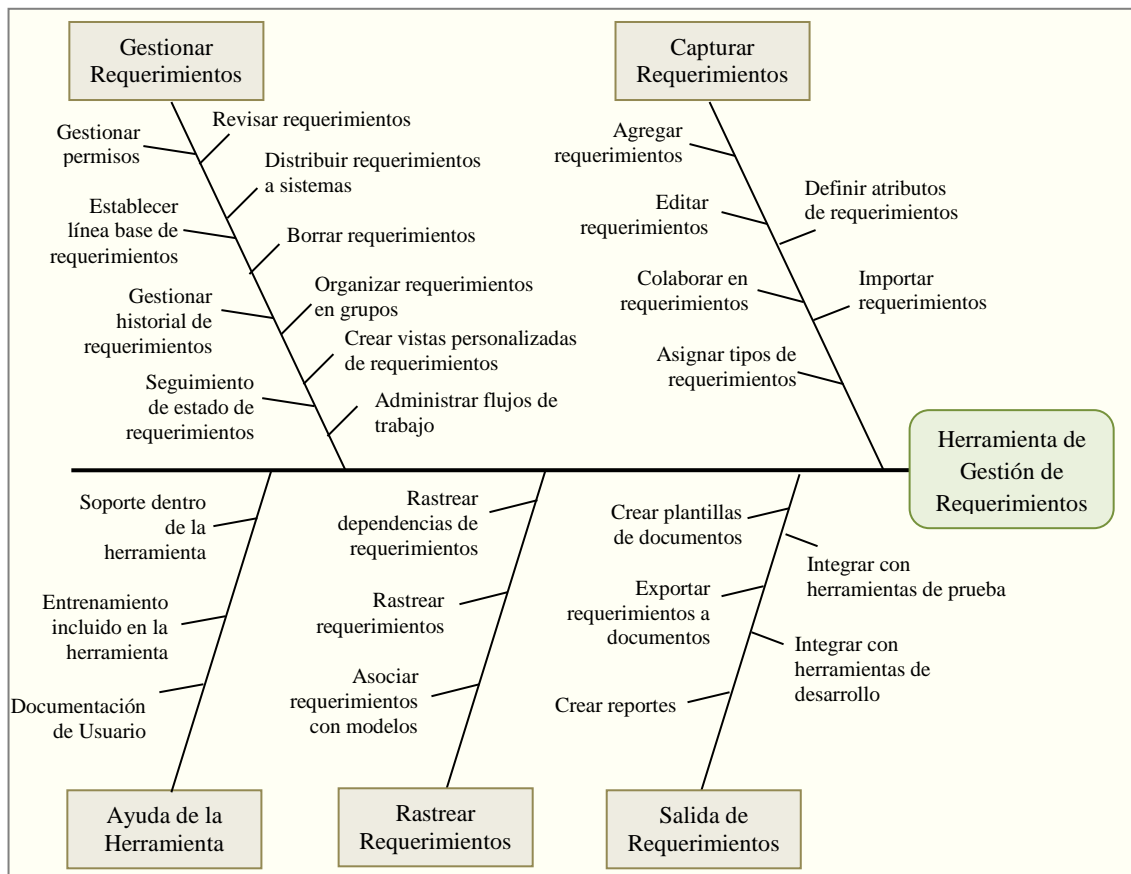 Gestionar
Requerimientos
Capturar
Requerimientos
Gestionar
permisos
Revisar requerimientos
Distribuir requerimientos
a sistemas
Establecer
línea base de
requerimientos
Borrar requerimientos
Gestionar
historial de
requerimientos
Organizar requerimientos
en grupos
Crear vistas personalizadas
de requerimientos
Seguimiento
de estado de
requerimientos
Administrar flujos de
trabajo
Agregar
requerimientos
Editar
requerimientos
Definir atributos
de requerimientos
Colaborar en
requerimientos
Importar
requerimientos
Asignar tipos de
requerimientos
Herramienta de
Gestión de
Requerimientos
Soporte dentro
de la
herramienta
Entrenamiento
incluido en la
herramienta
Documentación
de Usuario
Rastrear
dependencias de
requerimientos
Rastrear
requerimientos
Asociar
requerimientos
con modelos
Crear plantillas
de documentos
Integrar con
herramientas de prueba
Exportar
requerimientos a
documentos
Integrar con
herramientas de
desarrollo
Crear reportes
Ayuda de la
Herramienta
Rastrear
Requerimientos
Salida de
Requerimientos